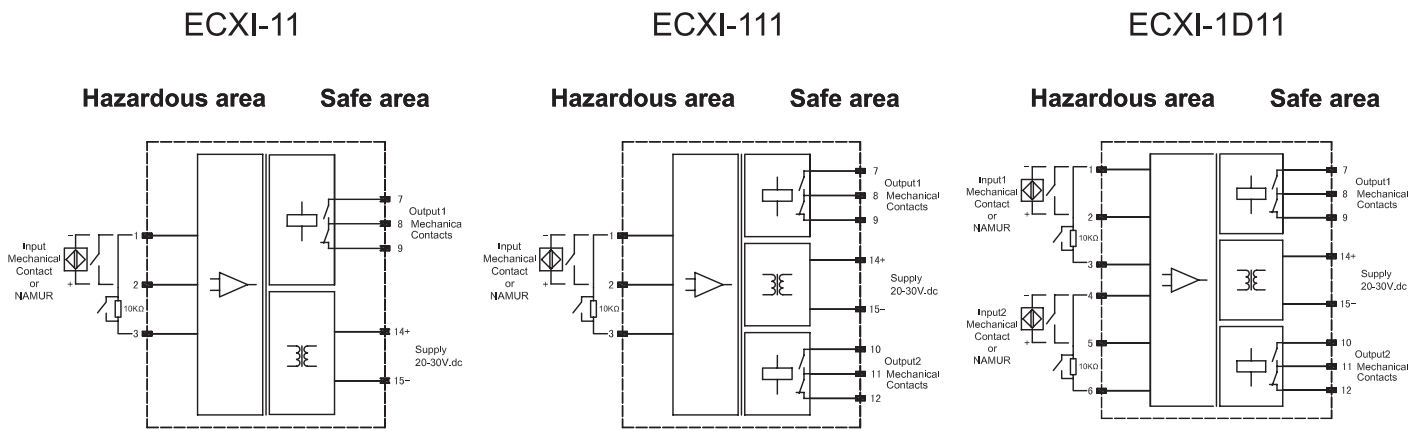 ECXI-11
Hazardous area Safe area
Input
Mechanical
Contact
or
NAMUR
−
+
1
2
3
10KΩ
7
8
9
Output1
Mechanica
Contacts
14+
15−
Supply
20-30V.dc
ECXI-111
Hazardous area Safe area
Input
Mechanical
Contact
or
NAMUR
−
+
1
2
3
10KΩ
7
8
9
Output1
Mechanical
Contacts
14+
15−
Supply
20-30V.dc
10
11
12
Output2
Mechanical
Contacts
ECXI-1D11
Hazardous area Safe area
Input1
Mechanical
Contact
or
NAMUR
−
+
1
2
3
10KΩ
Input2
Mechanical
Contact
or
NAMUR
−
+
4
5
6
10KΩ
7
8
9
Output1
Mechanical
Contacts
14+
15−
Supply
20-30V.dc
10
11
12
Output2
Mechanical
Contacts